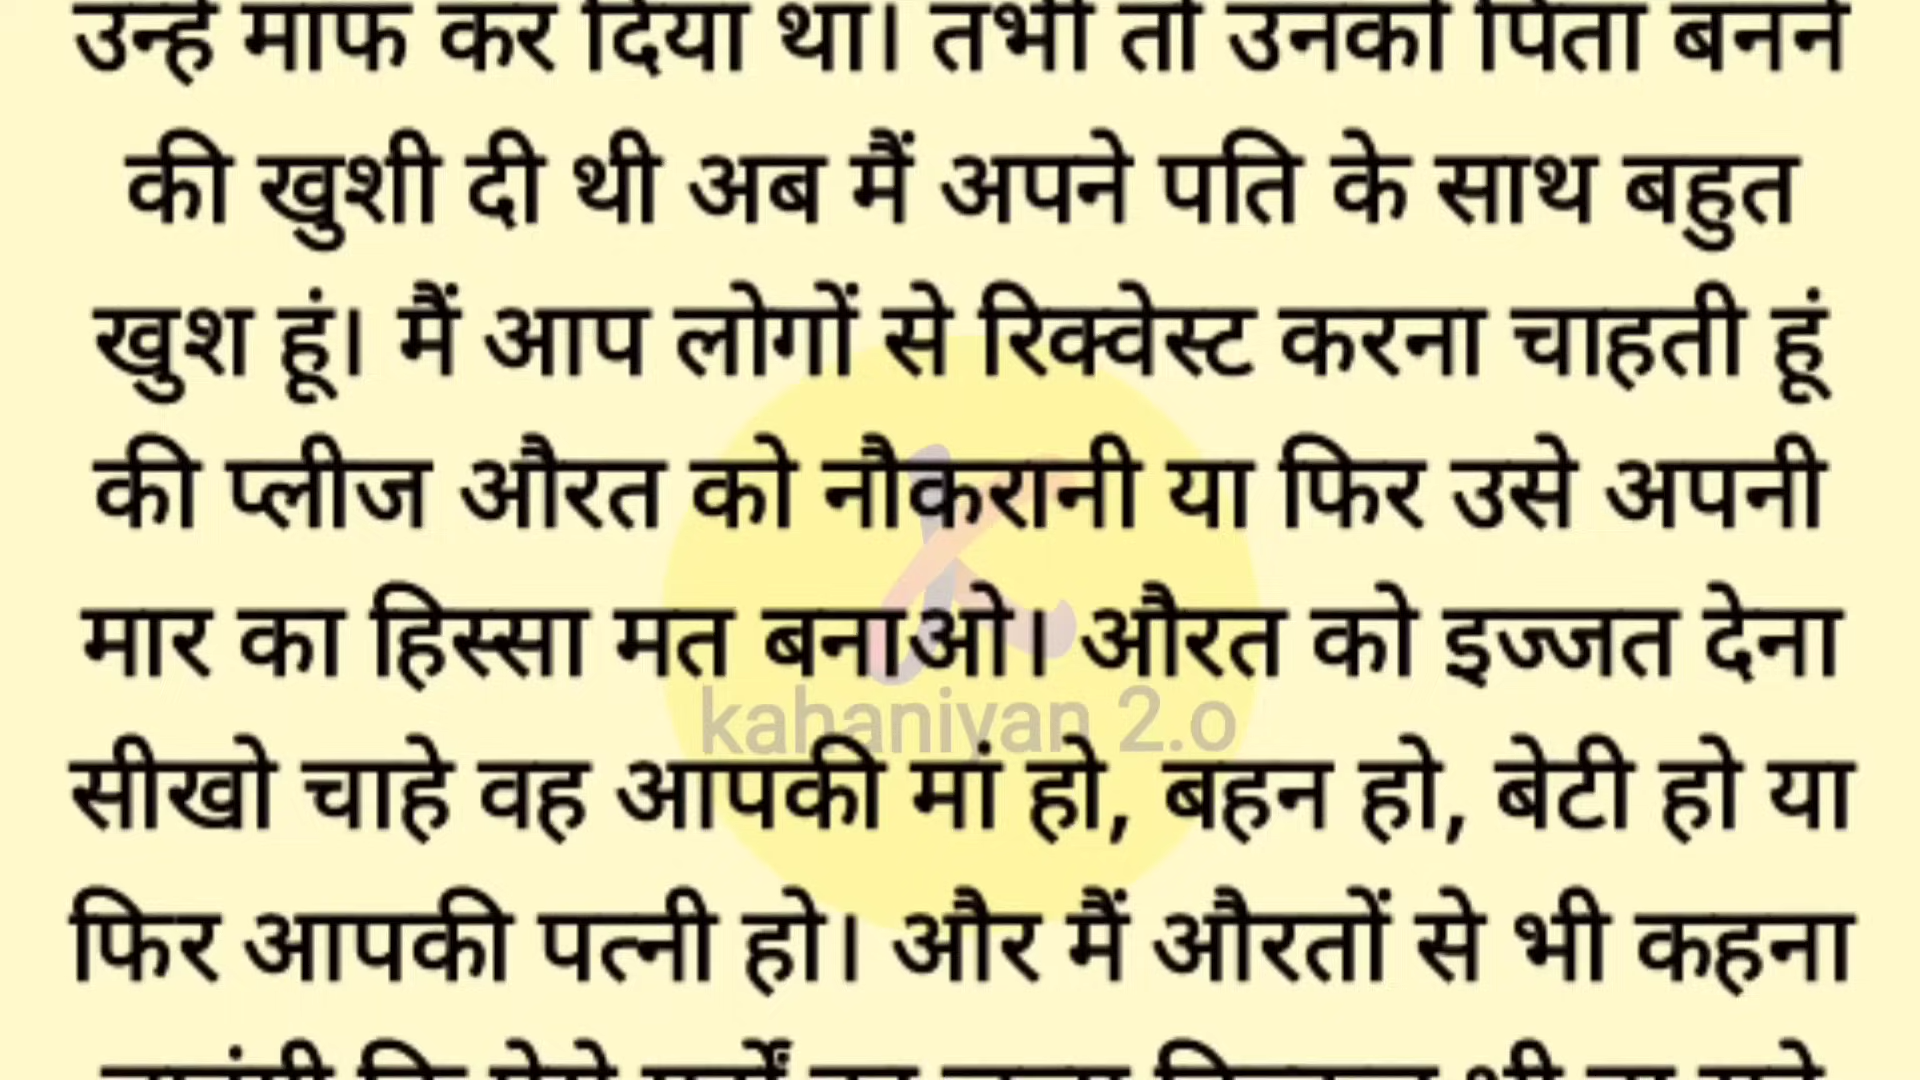 उन्हें माफ कर दिया था। तभी तो उनको पिता बनने
की खुशी दी थी अब मैं अपने पति के साथ बहुत
खुश हूं। मैं आप लोगों से रिक्वेस्ट करना चाहती हूं
की प्लीज औरत को नौकरानी या फिर उसे अपनी
मार का हिस्सा मत बनाओ। औरत को इज्जत देना
kahaniyan 2.o
सीखो चाहे वह आपकी मां हो, बहन हो, बेटी हो या
फिर आपकी पत्नी हो। और मैं औरतों से भी कहना